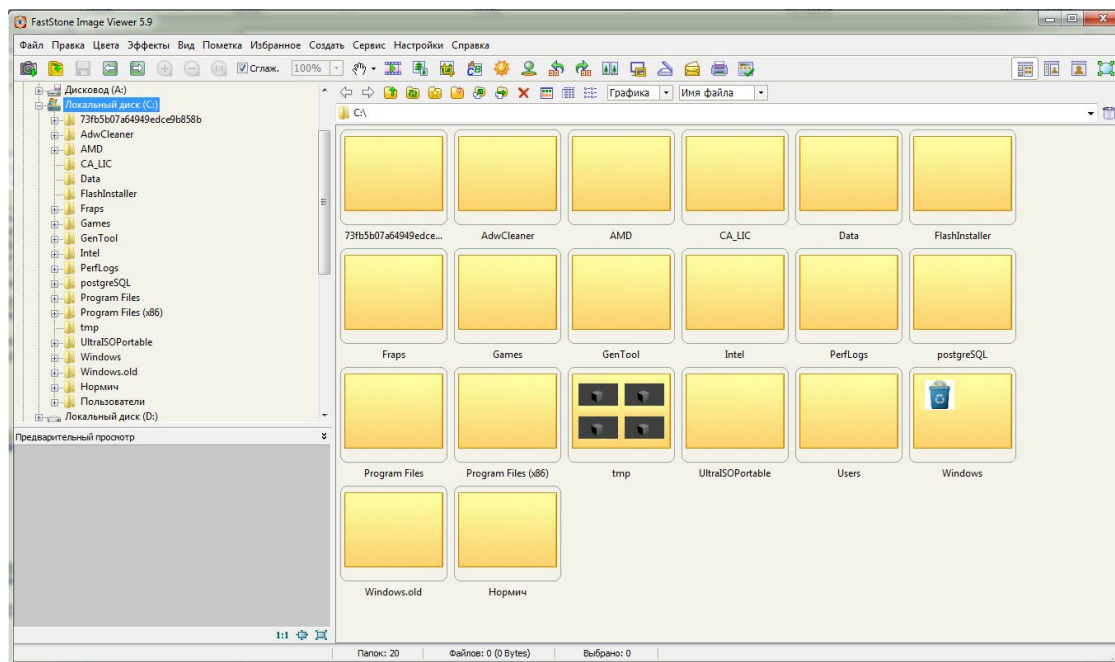 FastStone Image Viewer 5.9
Файл Правка Цвета Эффекты Вид Пометка Избранное Создать Сервис Настройки Справка
Сглаж. 100%
Дисковод (A:)
Локальный диск (C:)
73fb5b07a64949edce9b858b
AdwCleaner
AMD
CA_LIC
Data
FlashInstaller
Fraps
Games
GenTool
Intel
PerfLogs
postgreSQL
Program Files
Program Files (x86)
tmp
UltraISOPortable
Windows
Windows.old
Нормич
Пользователи
Локальный диск (D:)
Предварительный просмотр
1:1
Графика Имя файла
C:\
73fb5b07a64949edce... AdwCleaner AMD CA_LIC Data FlashInstaller
Fraps Games GenTool Intel PerfLogs postgreSQL
Program Files Program Files (x86) tmp UltraISOPortable Users Windows
Windows.old Нормич
Папок: 20 Файлов: 0 (0 Bytes) Выбрано: 0